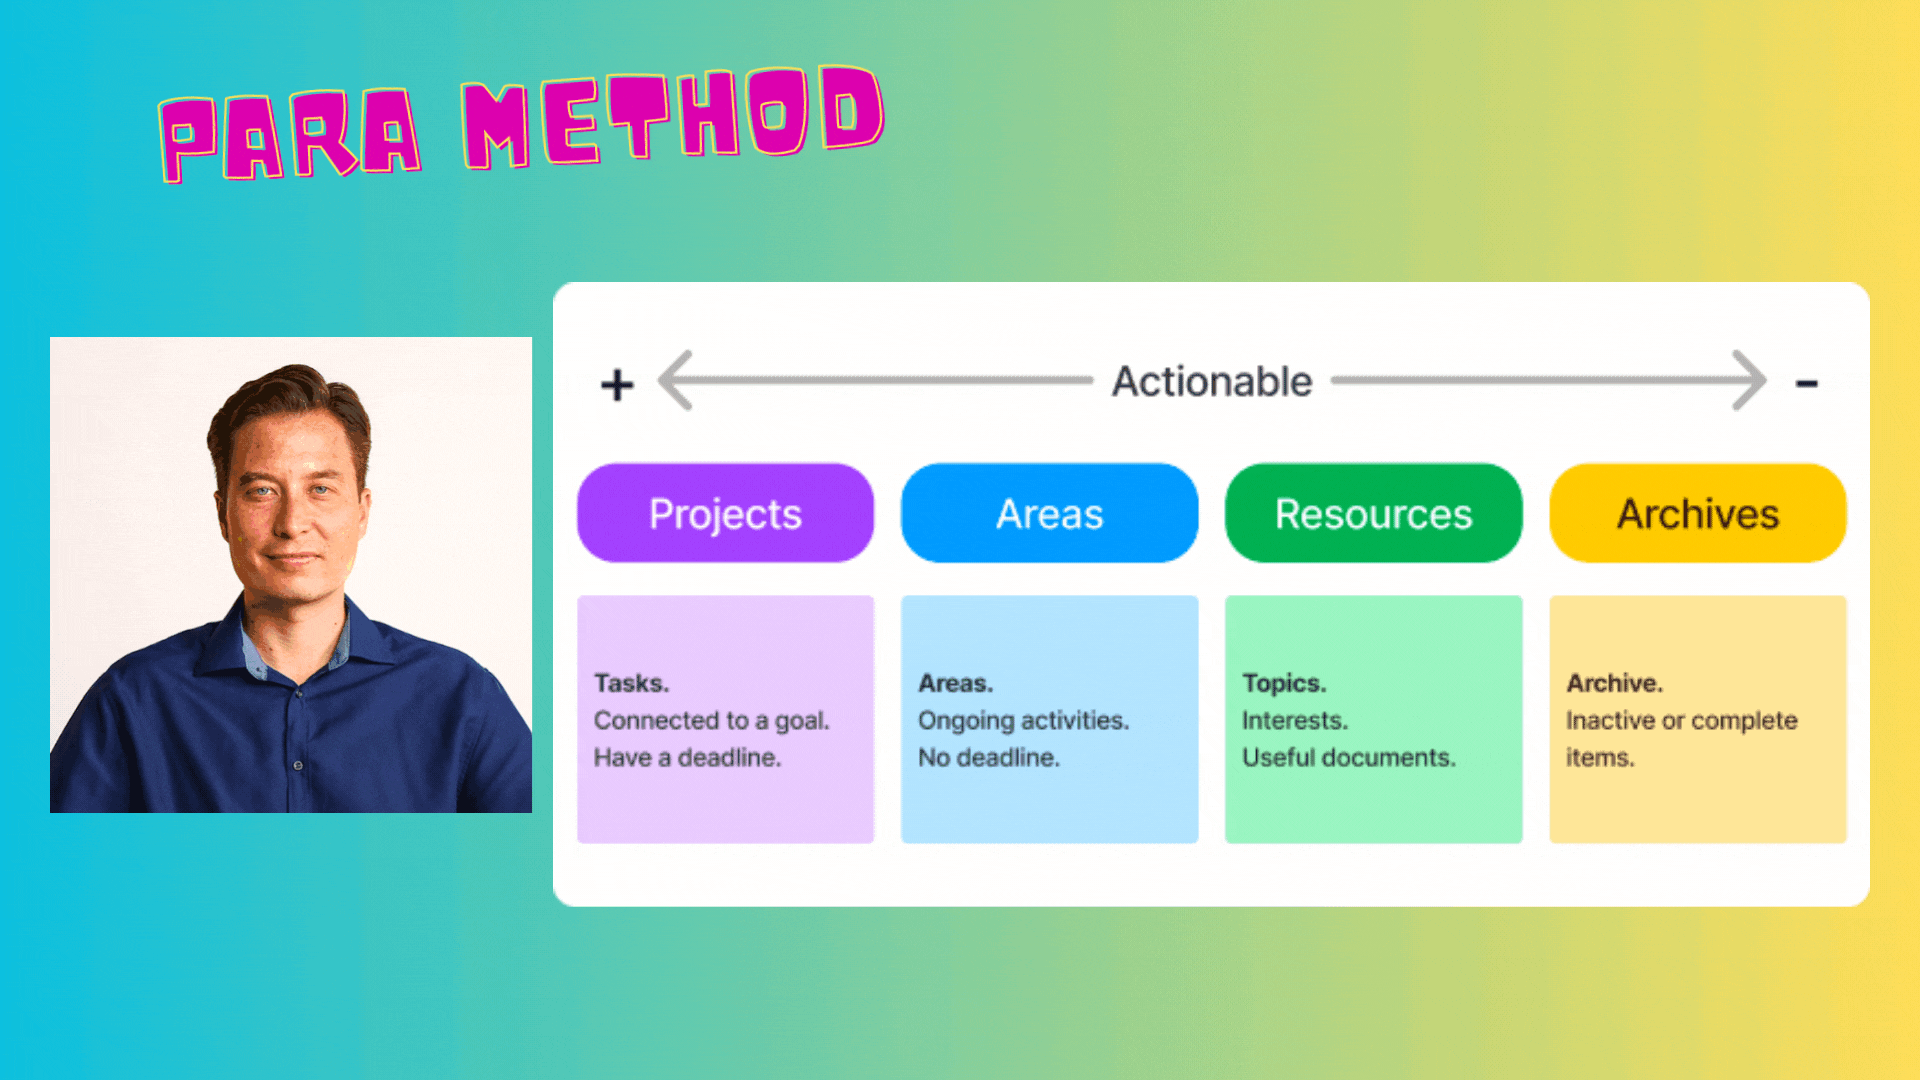 PARA METHOD
+ Actionable -
Projects
Areas
Resources
Archives
Tasks.
Connected to a goal.
Have a deadline.
Areas.
Ongoing activities.
No deadline.
Topics.
Interests.
Useful documents.
Archive.
Inactive or complete
items.